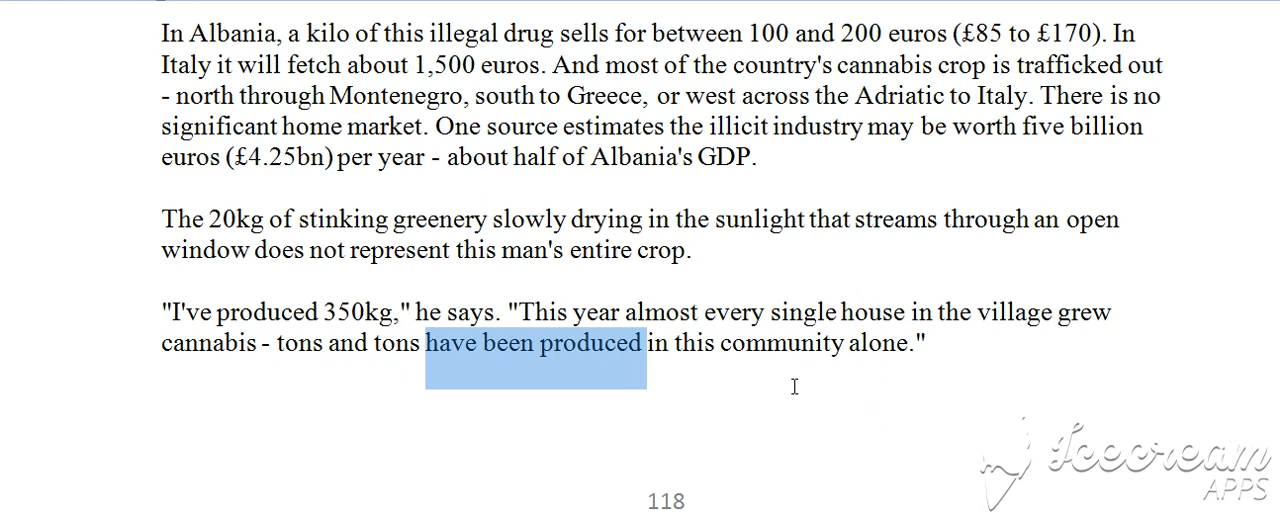 In Albania, a kilo of this illegal drug sells for between 100 and 200 euros (£85 to £170). In
Italy it will fetch about 1,500 euros. And most of the country's cannabis crop is trafficked out
- north through Montenegro, south to Greece, or west across the Adriatic to Italy. There is no
significant home market. One source estimates the illicit industry may be worth five billion
euros (£4.25bn) per year - about half of Albania's GDP.
The 20kg of stinking greenery slowly drying in the sunlight that streams through an open
window does not represent this man's entire crop.
"I've produced 350kg," he says. "This year almost every single house in the village grew
cannabis - tons and tons have been produced in this community alone."
Icecream
APPS
118